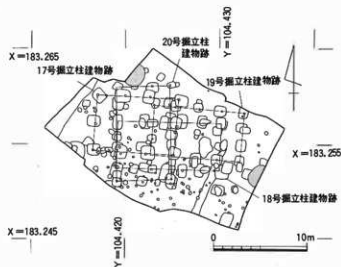 Y=104.430
X=183.265
20号掘立柱
建物跡
17号掘立柱
建物跡
19号掘立柱
建物跡
X=183.255
18号掘立柱
建物跡
X=183.245
Y=104.420
0 10m